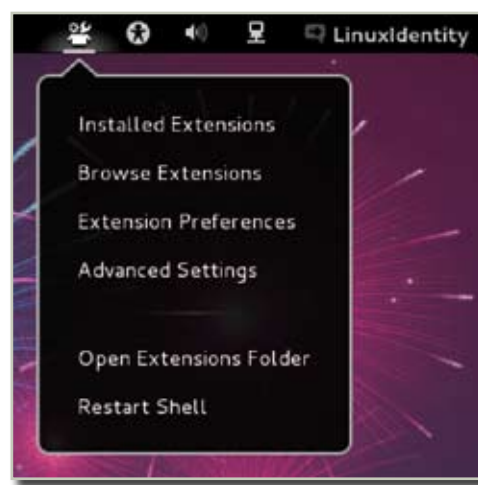 LinuxIdentity
Installed Extensions
Browse Extensions
Extension Preferences
Advanced Settings
Open Extensions Folder
Restart Shell